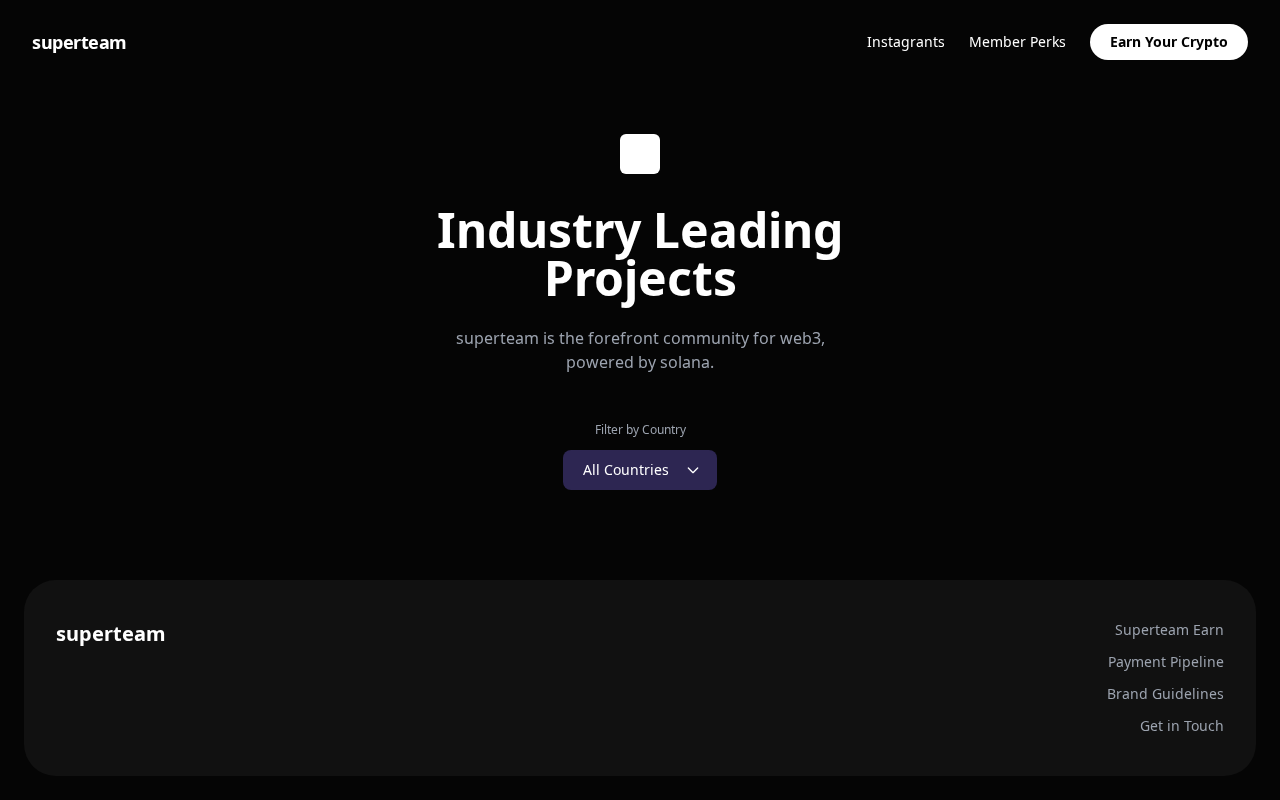 superteam
Instagrants
Member Perks
Earn Your Crypto
Industry Leading
Projects
superteam is the forefront community for web3,
powered by solana.
Filter by Country
All Countries
superteam
Superteam Earn
Payment Pipeline
Brand Guidelines
Get in Touch